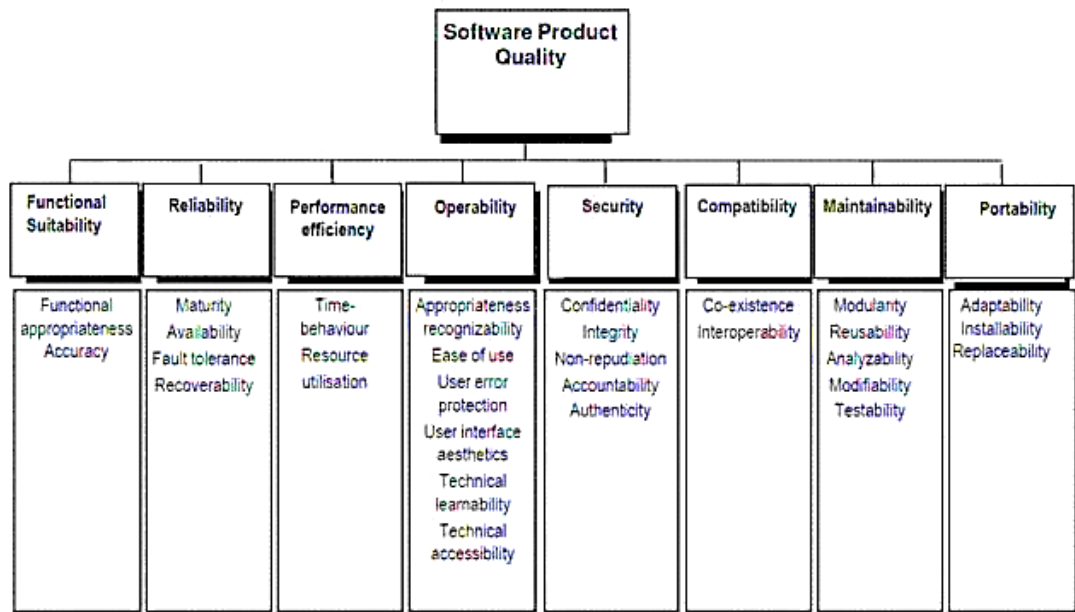 Software Product
Quality
Functional
Suitability
Reliability
Performance
efficiency
Operability
Security
Compatibility
Maintainability
Portability
Functional
appropriateness
Accuracy
Maturity
Availability
Fault tolerance
Recoverability
Time-
behaviour
Resource
utilisation
Appropriateness
recognizability
Ease of use
User error
protection
User interface
aesthetics
Technical
learnability
Technical
accessibility
Confidentiality
Integrity
Non-repudiation
Accountability
Authenticity
Co-existence
Interoperability
Modularity
Reusability
Analyzability
Modifiability
Testability
Adaptability
Installability
Replaceability